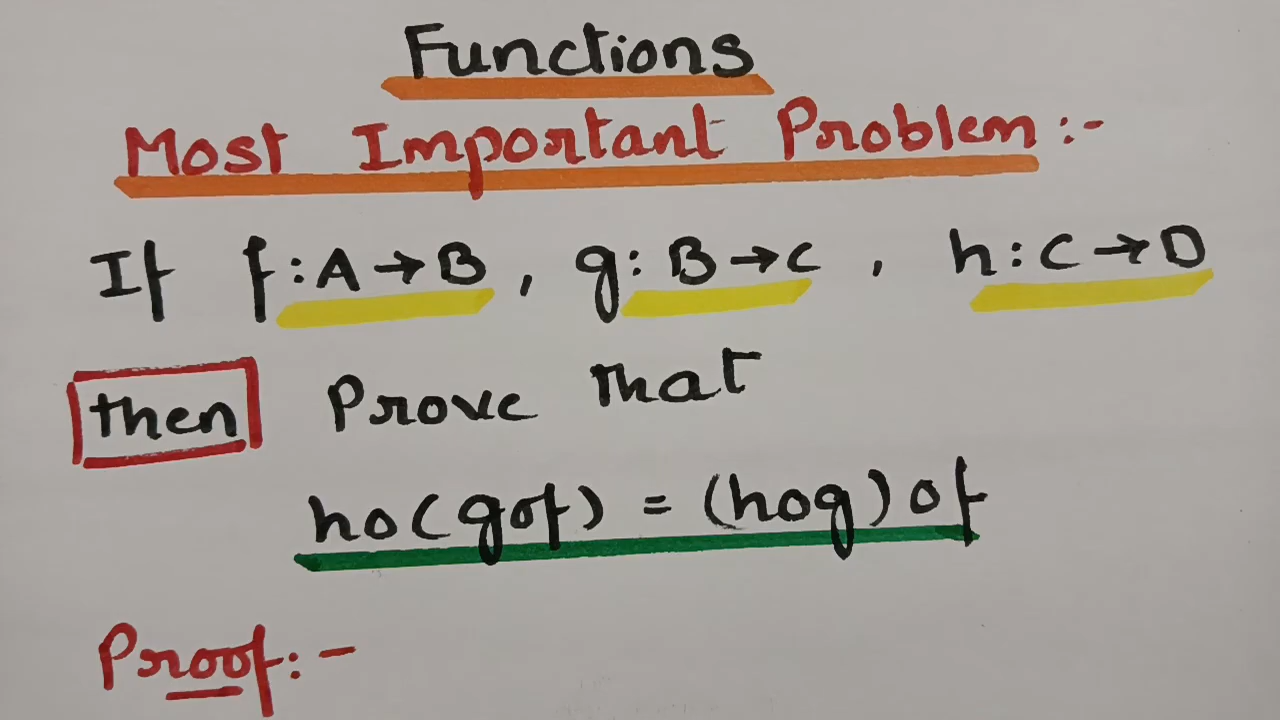 Functions
Most Important Problem :-
If f : A → B , g : B → C , h : C → D
then Prove that
ho(gof) = (hog)of
Proof :-